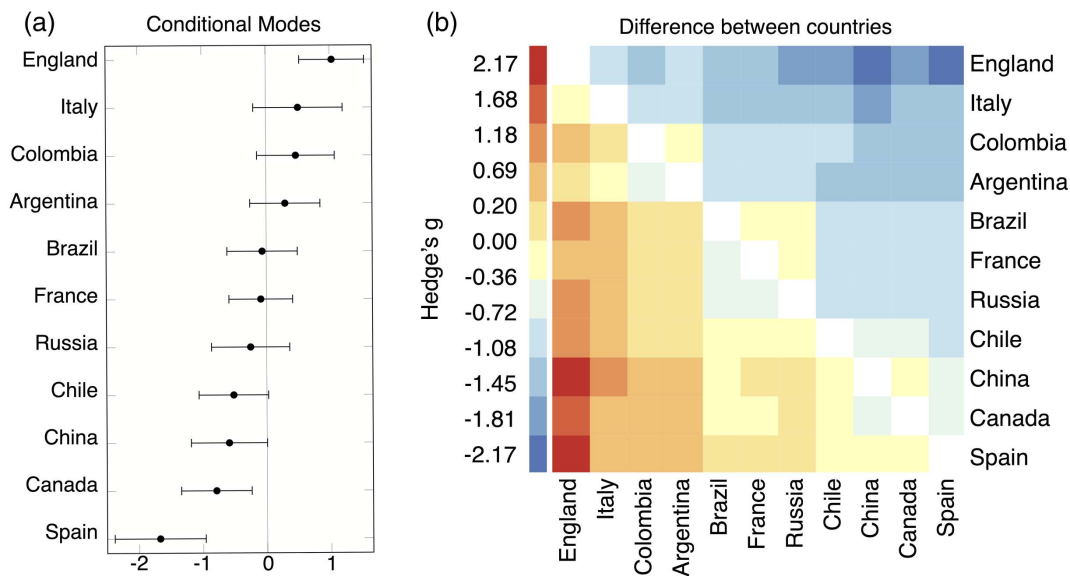 (a)
Conditional Modes
England
Italy
Colombia
Argentina
Brazil
France
Russia
Chile
China
Canada
Spain
-2 -1 0 1
(b)
Difference between countries
Hedge's g
2.17
1.68
1.18
0.69
0.20
0.00
-0.36
-0.72
-1.08
-1.45
-1.81
-2.17
England
Italy
Colombia
Argentina
Brazil
France
Russia
Chile
China
Canada
Spain
England
Italy
Colombia
Argentina
Brazil
France
Russia
Chile
China
Canada
Spain